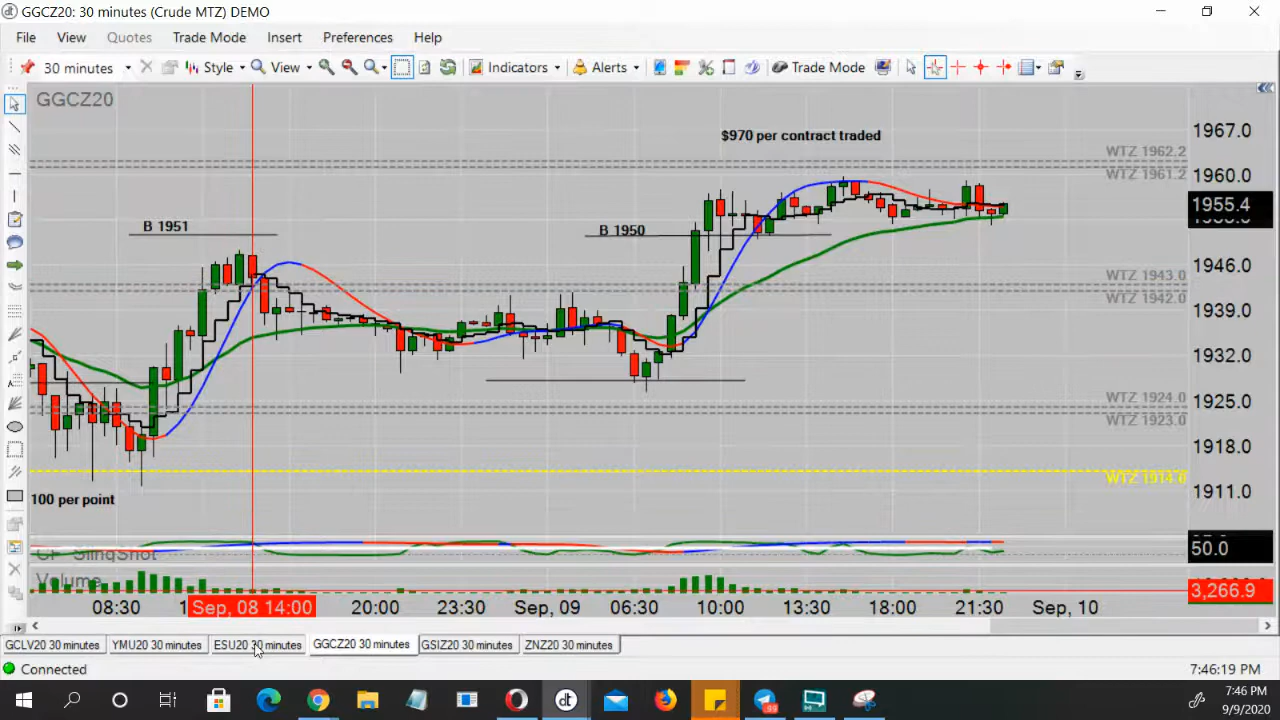 GGCZ20: 30 minutes (Crude MTZ) DEMO
File View Quotes Trade Mode Insert Preferences Help
30 minutes Style View Indicators Alerts Trade Mode
GGCZ20
$970 per contract traded
1967.0
WTZ 1962.2
WTZ 1961.2
1960.0
1955.4
B 1951
B 1950
1946.0
WTZ 1943.0
WTZ 1942.0
1939.0
1932.0
WTZ 1924.0
1925.0
WTZ 1923.0
1918.0
WTZ 1914.0
1911.0
100 per point
SlingShot
50.0
Volume
3,266.9
08:30 Sep, 08 14:00 20:00 23:30 Sep, 09 06:30 10:00 13:30 18:00 21:30 Sep, 10
GCLV20 30 minutes YMU20 30 minutes ESU20 30 minutes GGCZ20 30 minutes GSIZ20 30 minutes ZNZ20 30 minutes
Connected 7:46:19 PM
dt 99 7:46 PM
9/9/2020